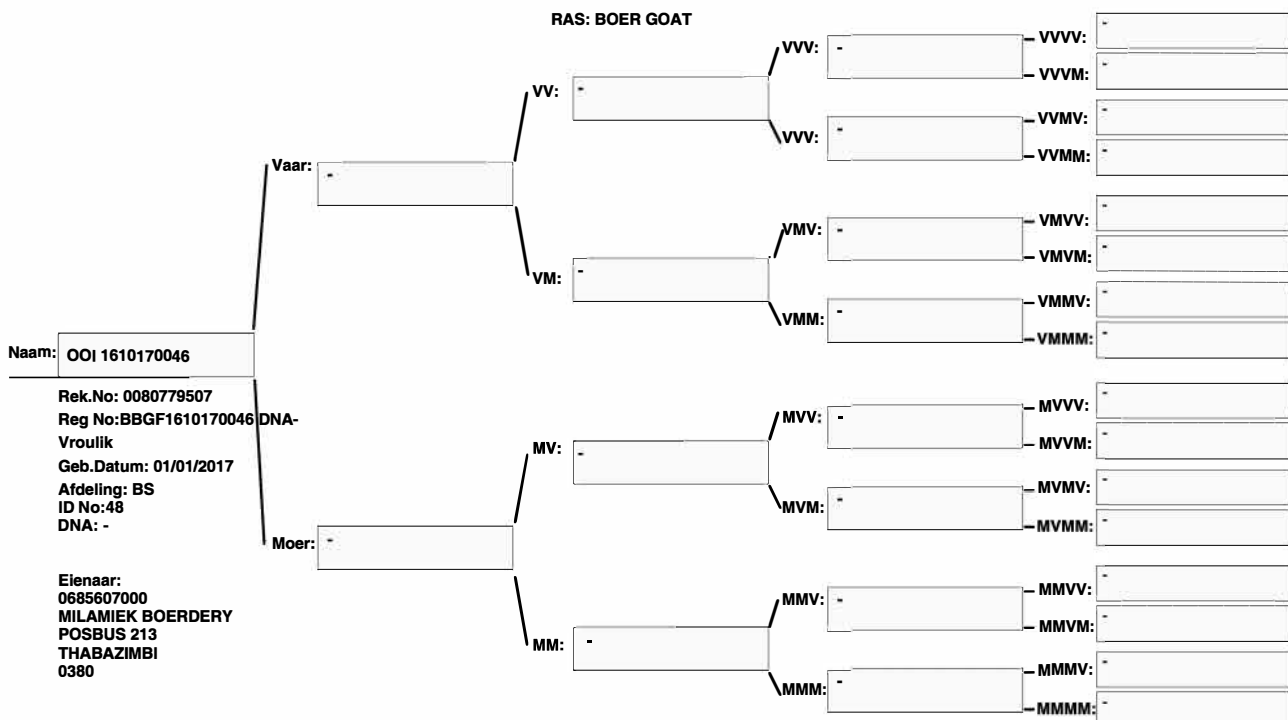 RAS: BOER GOAT
Naam: OOI 1610170046
Rek.No: 0080779507
Reg No:BBGF1610170046 DNA-
Vroulik
Geb.Datum: 01/01/2017
Afdeling: BS
ID No:48
DNA: -
Eienaar:
0685607000
MILAMIEK BOERDERY
POSBUS 213
THABAZIMBI
0380
Vaar: -
Moer: -
VV: -
VM: -
MV: -
MM: -
VVV: -
VVV: -
VMV: -
VMM: -
MVV: -
MVM: -
MMV: -
MMM: -
VVVV: -
VVVM: -
VVMV: -
VVMM: -
VMVV: -
VMVM: -
VMMV: -
VMMM: -
MVVV: -
MVVM: -
MVMV: -
MVMM: -
MMVV: -
MMVM: -
MMMV: -
MMMM: -